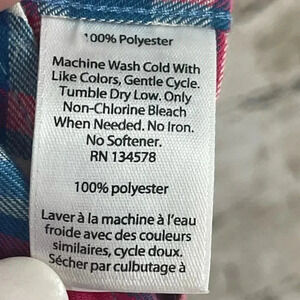 100% Polyester
Machine Wash Cold With
Like Colors, Gentle Cycle.
Tumble Dry Low. Only
Non-Chlorine Bleach
When Needed. No Iron.
No Softener.
RN 134578
100% polyester
Laver à la machine à l'eau
froide avec des couleurs
similaires, cycle doux.
Sécher par culbutage à